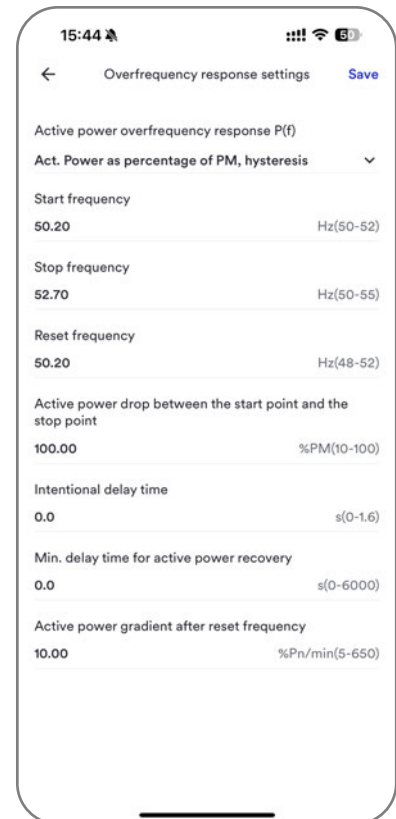 15:44
50
Overfrequency response settings Save
Active power overfrequency response P(f)
Act. Power as percentage of PM, hysteresis
Start frequency
50.20 Hz(50-52)
Stop frequency
52.70 Hz(50-55)
Reset frequency
50.20 Hz(48-52)
Active power drop between the start point and the
stop point
100.00 %PM(10-100)
Intentional delay time
0.0 s(0-1.6)
Min. delay time for active power recovery
0.0 s(0-6000)
Active power gradient after reset frequency
10.00 %Pn/min(5-650)